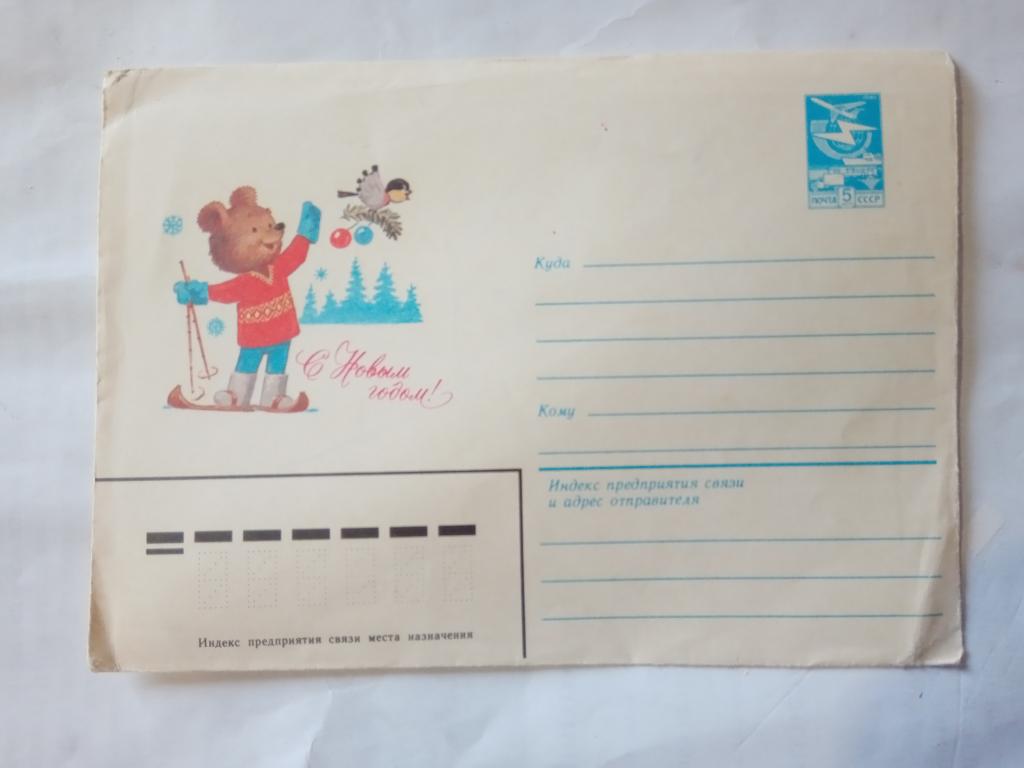 ПОЧТА 5 СССР
С Новым
годом!
Куда
Кому
Индекс предприятия связи
и адрес отправителя
Индекс предприятия связи места назначения